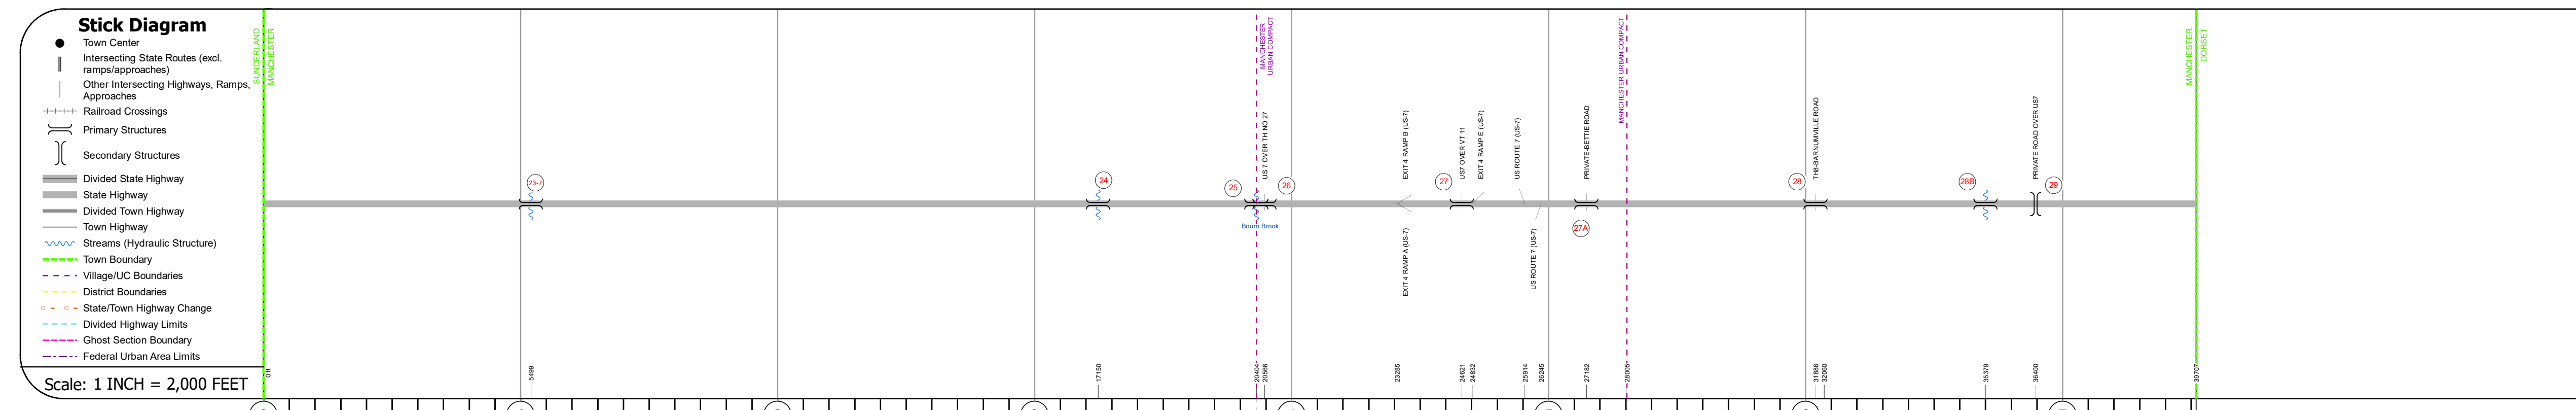 Stick Diagram
Town Center
Intersecting State Routes (excl.
ramps/approaches)
Other Intersecting Highways, Ramps,
Approaches
Railroad Crossings
Primary Structures
Secondary Structures
Divided State Highway
State Highway
Divided Town Highway
Town Highway
Streams (Hydraulic Structure)
Town Boundary
Village/UC Boundaries
District Boundaries
State/Town Highway Change
Divided Highway Limits
Ghost Section Boundary
Federal Urban Area Limits
Scale: 1 INCH = 2,000 FEET
SUNDERLAND
MANCHESTER
0 ft
23-7
5499
24
17150
25
MANCHESTER
URBAN COMPACT
US 7 OVER TH NO 27
26
Bourn Brook
20404
20566
EXIT 4 RAMP B (US-7)
EXIT 4 RAMP A (US-7)
23285
27
US7 OVER VT 11
EXIT 4 RAMP E (US-7)
24621
24832
US ROUTE 7 (US-7)
US ROUTE 7 (US-7)
25914
26245
PRIVATE-BETTIE ROAD
27A
27182
MANCHESTER URBAN COMPACT
28005
28
TH8-BARNUMVILLE ROAD
31886
32060
28B
35379
PRIVATE ROAD OVER US7
29
36400
MANCHESTER
DORSET
39707